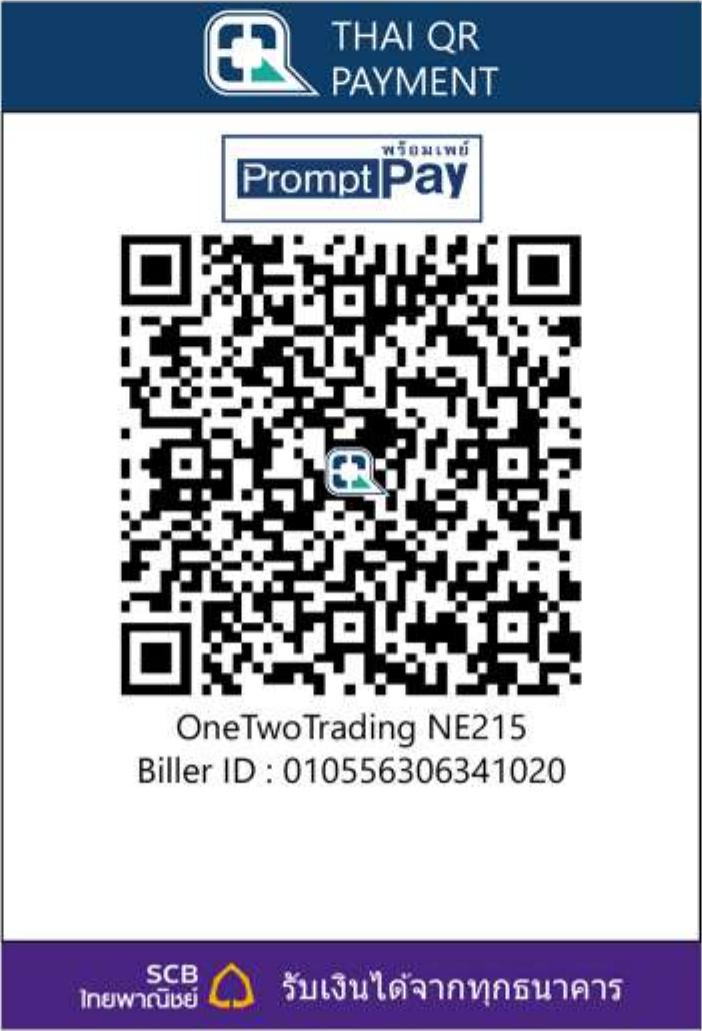 THAI QR
PAYMENT
พร้อมเพย์
PromptPay
OneTwoTrading NE215
Biller ID : 010556306341020
SCB
ไทยพาณิชย์
รับเงินได้จากทุกธนาคาร